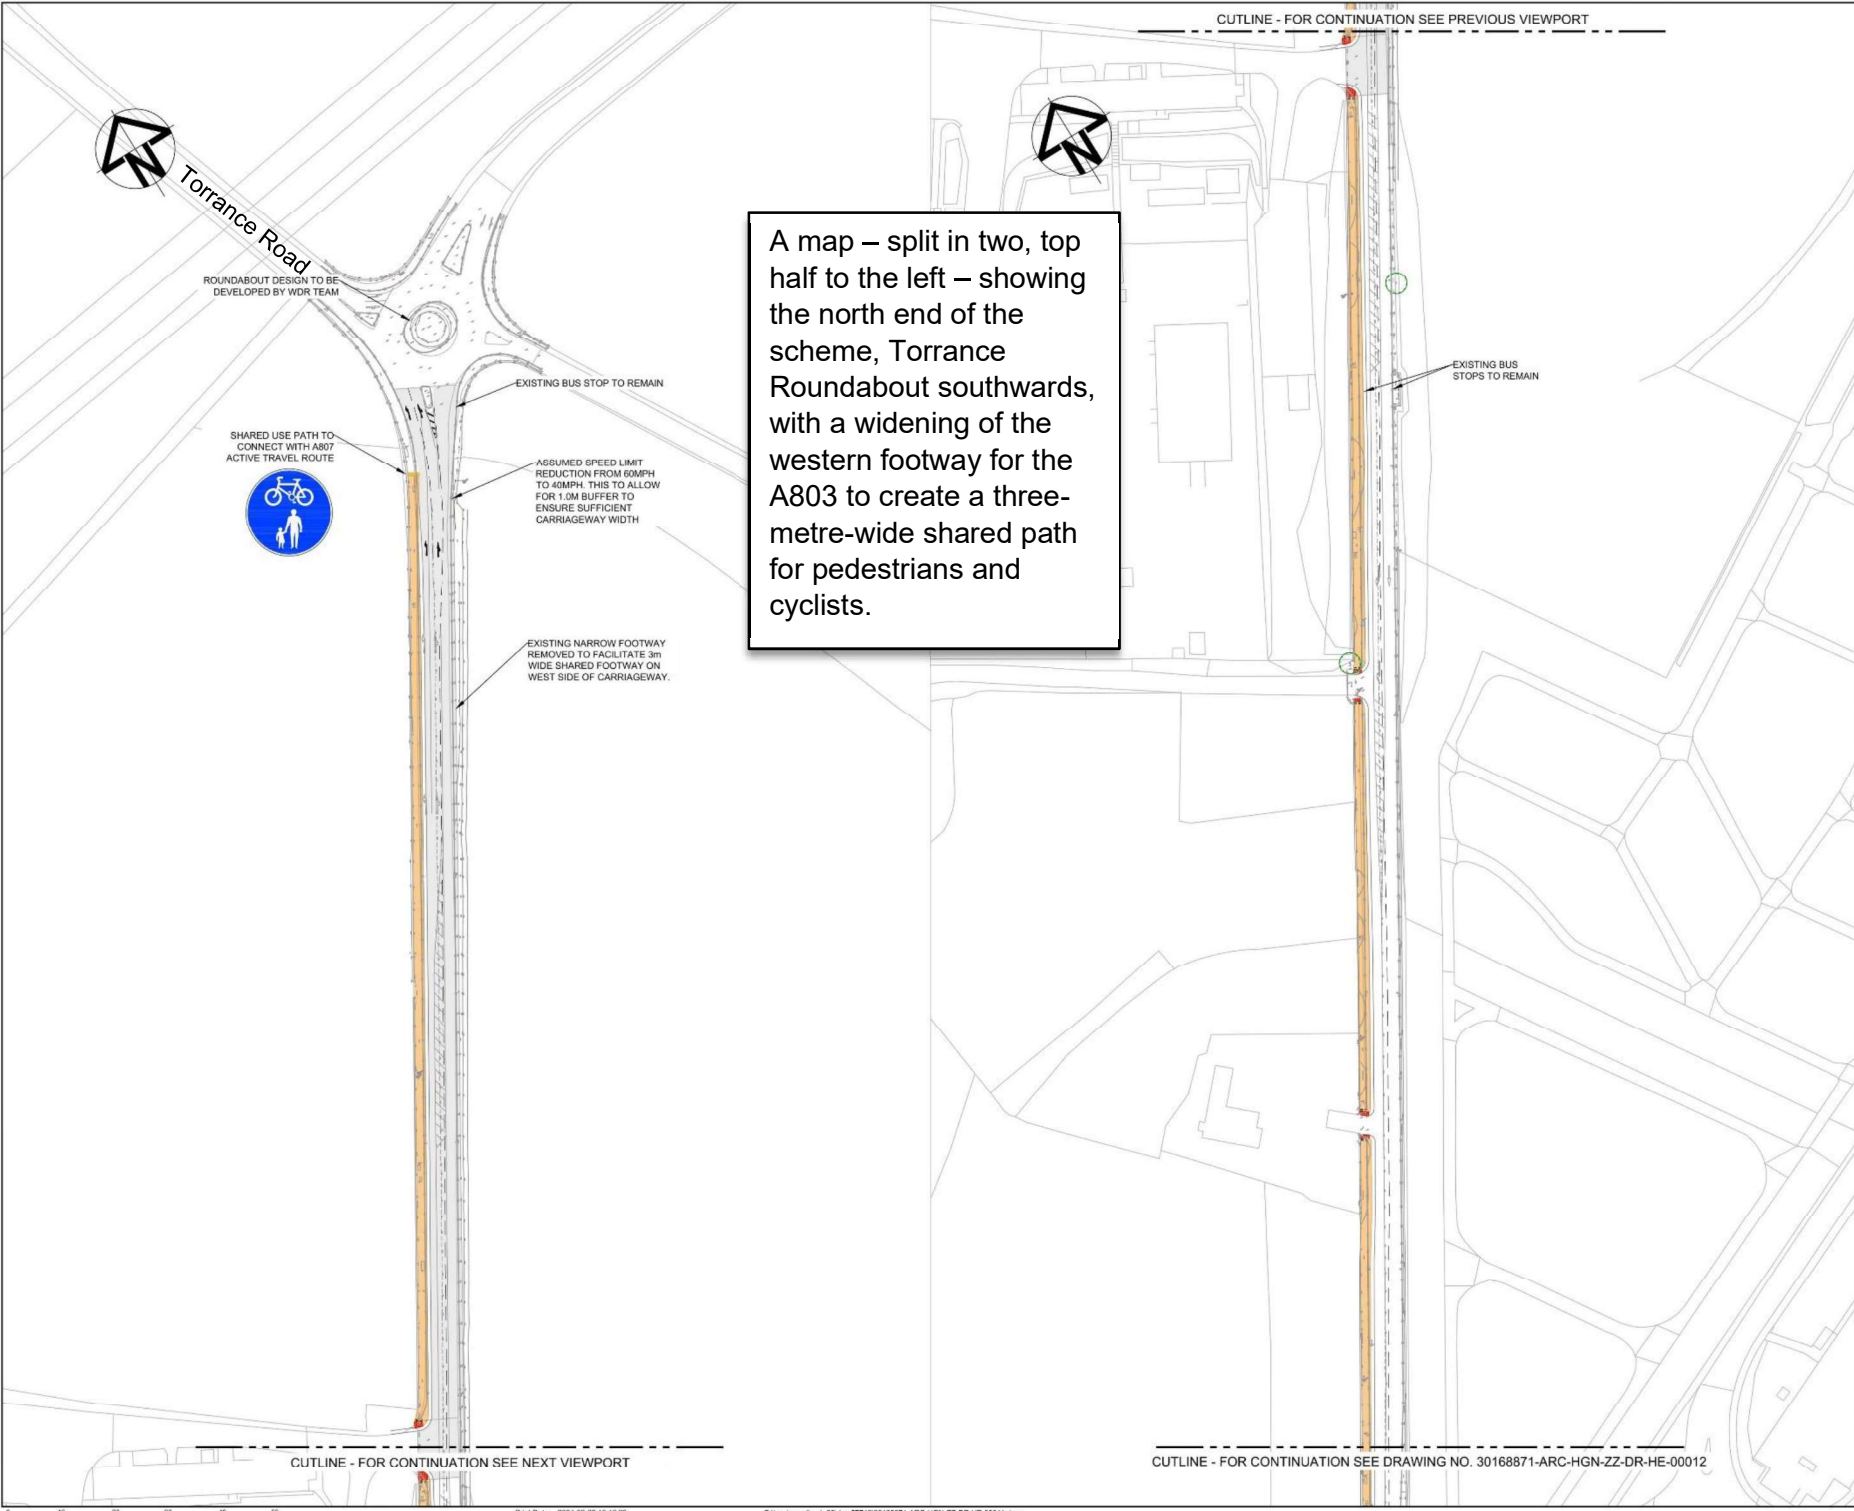 CUTLINE - FOR CONTINUATION SEE PREVIOUS VIEWPORT
N
N
Torrance Road
ROUNDABOUT DESIGN TO BE
DEVELOPED BY WDR TEAM
EXISTING BUS STOP TO REMAIN
SHARED USE PATH TO
CONNECT WITH A807
ACTIVE TRAVEL ROUTE
ASSUMED SPEED LIMIT
REDUCTION FROM 60MPH
TO 40MPH. THIS TO ALLOW
FOR 1.0M BUFFER TO
ENSURE SUFFICIENT
CARRIAGEWAY WIDTH
EXISTING NARROW FOOTWAY
REMOVED TO FACILITATE 3m
WIDE SHARED FOOTWAY ON
WEST SIDE OF CARRIAGEWAY.
A map – split in two, top
half to the left – showing
the north end of the
scheme, Torrance
Roundabout southwards,
with a widening of the
western footway for the
A803 to create a three-
metre-wide shared path
for pedestrians and
cyclists.
EXISTING BUS
STOPS TO REMAIN
CUTLINE - FOR CONTINUATION SEE NEXT VIEWPORT
CUTLINE - FOR CONTINUATION SEE DRAWING NO. 30168871-ARC-HGN-ZZ-DR-HE-00012